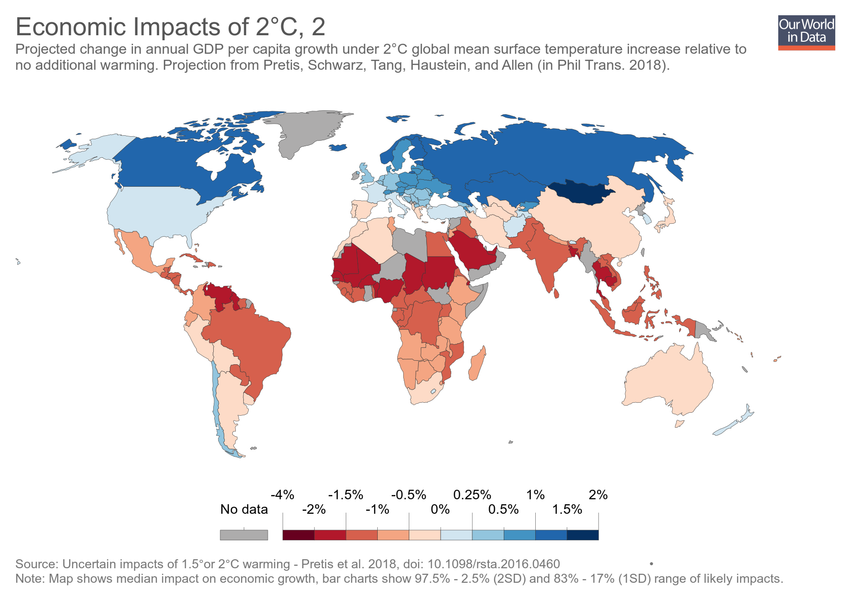 Economic Impacts of 2°C, 2
Our World
in Data
Projected change in annual GDP per capita growth under 2°C global mean surface temperature increase relative to
no additional warming. Projection from Pretis, Schwarz, Tang, Haustein, and Allen (in Phil Trans. 2018).
-4% -1.5% -0.5% 0.25% 1% 2%
No data -2% -1% 0% 0.5% 1.5%
Source: Uncertain impacts of 1.5°or 2°C warming - Pretis et al. 2018, doi: 10.1098/rsta.2016.0460
Note: Map shows median impact on economic growth, bar charts show 97.5% - 2.5% (2SD) and 83% - 17% (1SD) range of likely impacts.